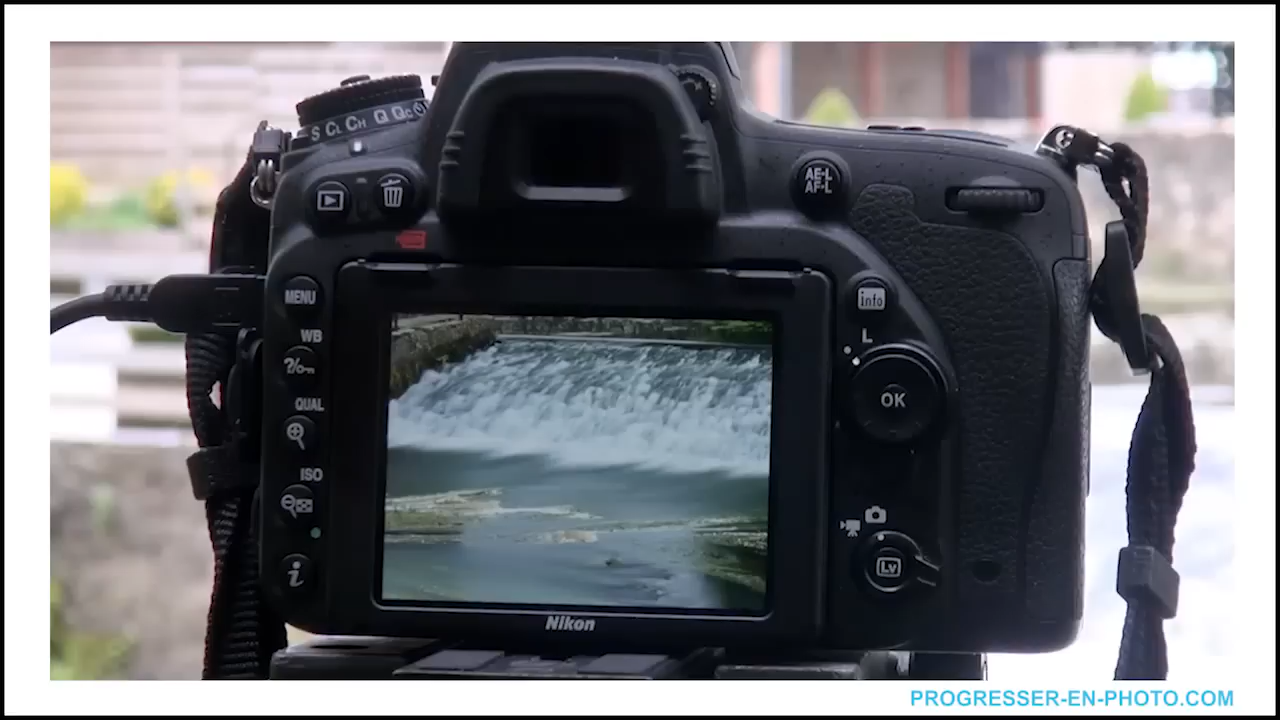 S CL CH Q Qc
AE-L
AF-L
MENU
info
WB
L
?
QUAL
OK
ISO
i
Lv
Nikon
PROGRESSER-EN-PHOTO.COM